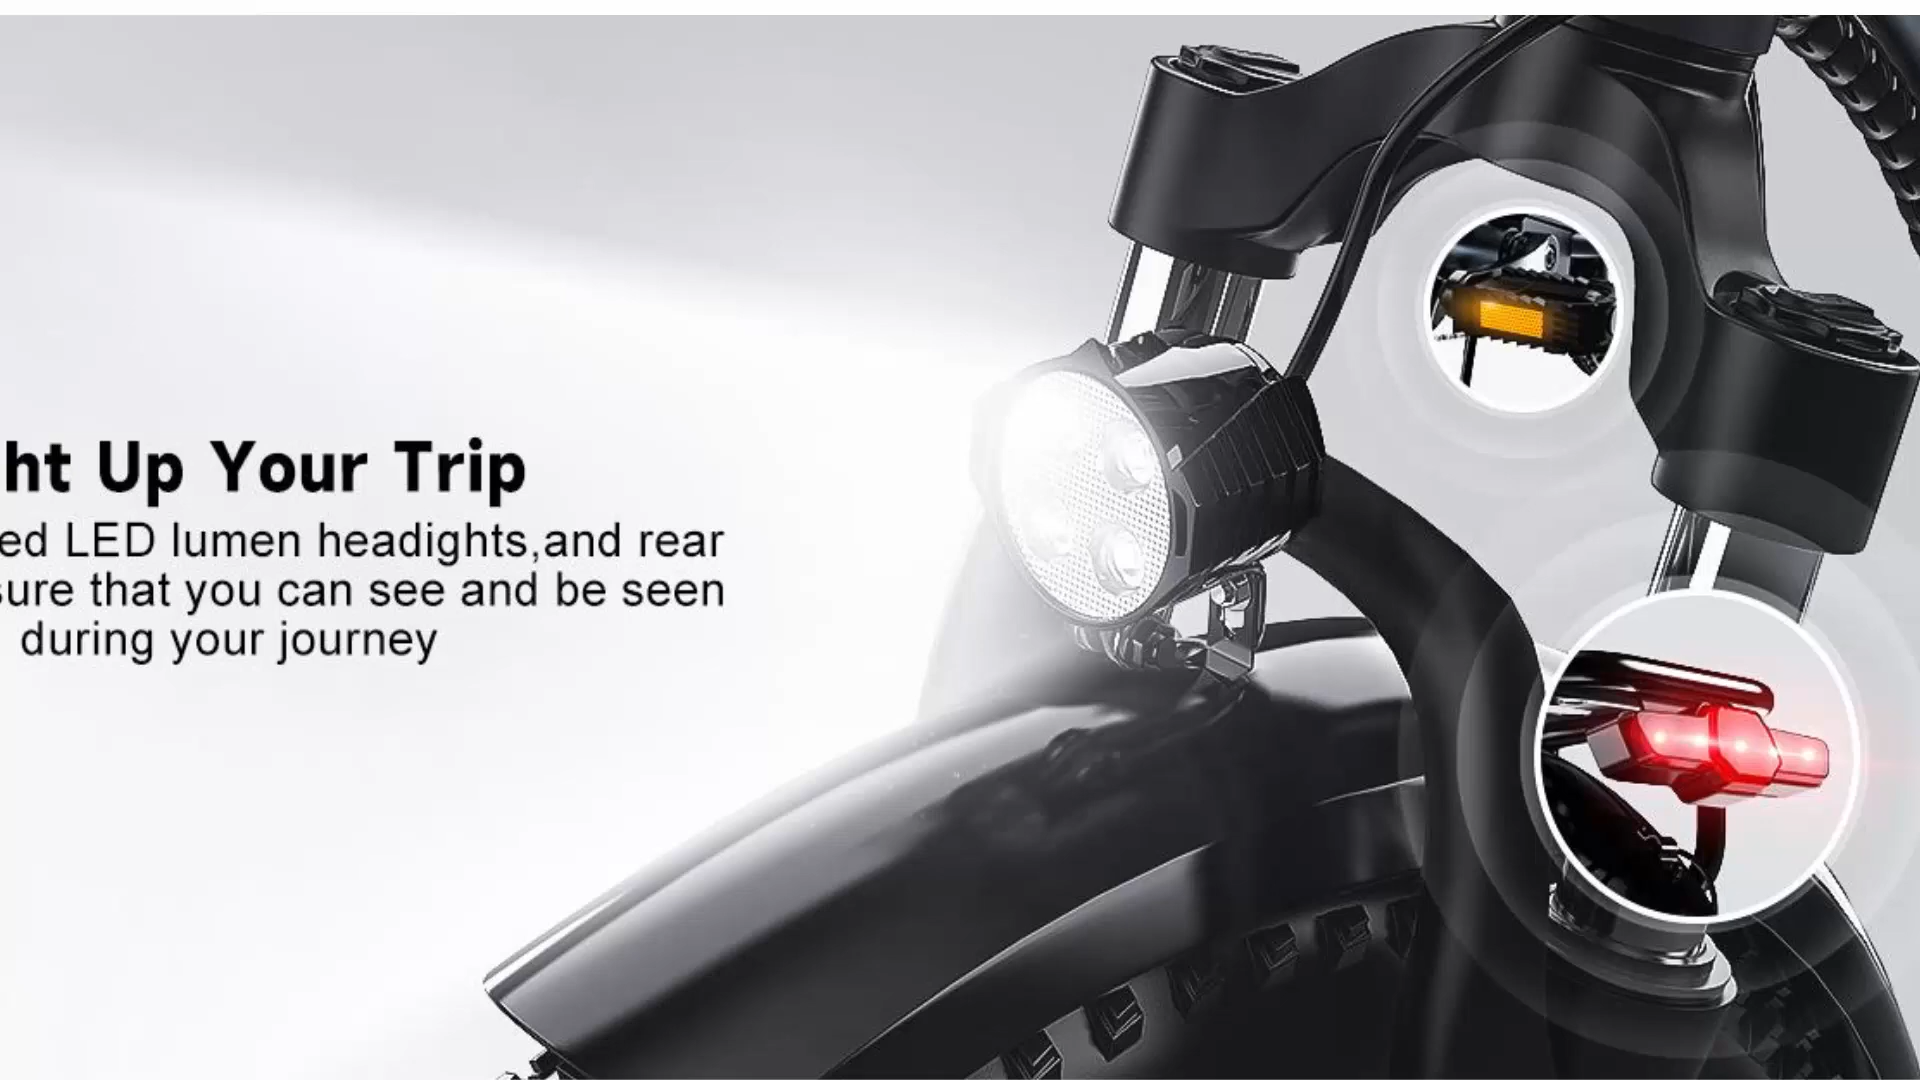 ht Up Your Trip
ed LED lumen headights,and rear
sure that you can see and be seen
during your journey